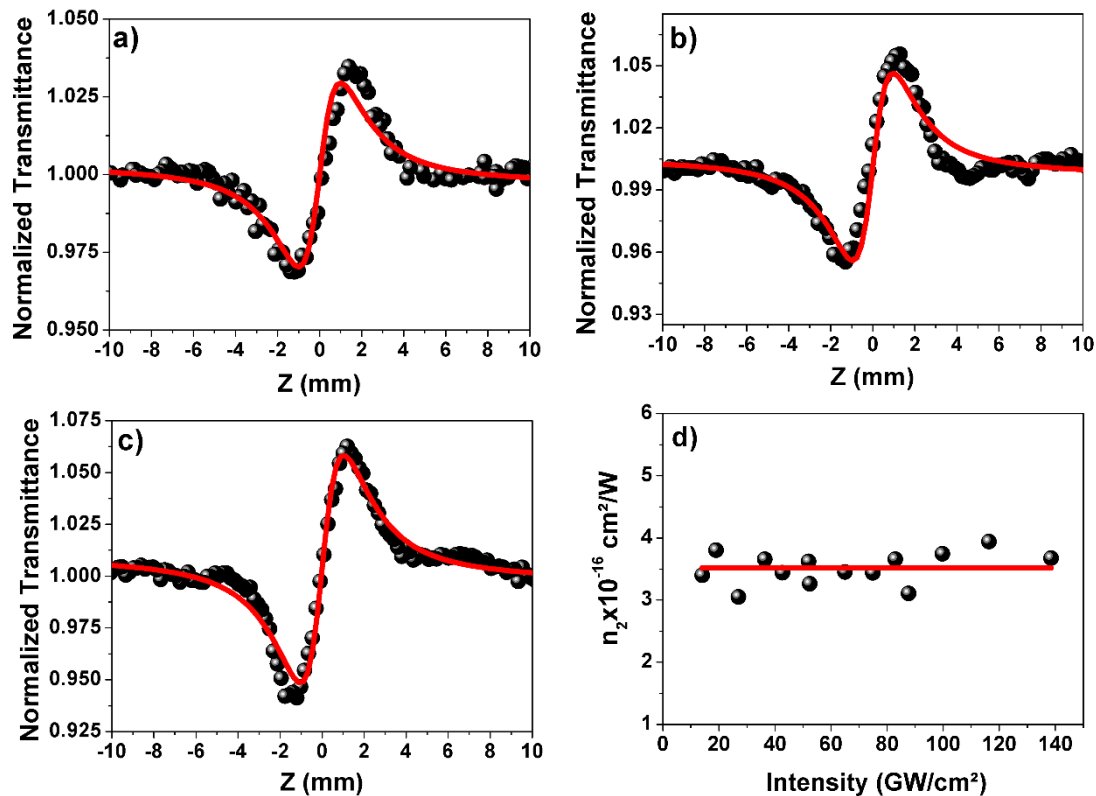 a)
1.050
1.025
1.000
0.975
0.950
Normalized Transmittance
-10 -8 -6 -4 -2 0 2 4 6 8 10
Z (mm)
b)
1.05
1.02
0.99
0.96
0.93
Normalized Transmittance
-10 -8 -6 -4 -2 0 2 4 6 8 10
Z (mm)
c)
1.075
1.050
1.025
1.000
0.975
0.950
0.925
Normalized Transmittance
-10 -8 -6 -4 -2 0 2 4 6 8 10
Z (mm)
d)
6
5
4
3
2
1
n₂x10⁻¹⁶ cm²/W
0 20 40 60 80 100 120 140
Intensity (GW/cm²)